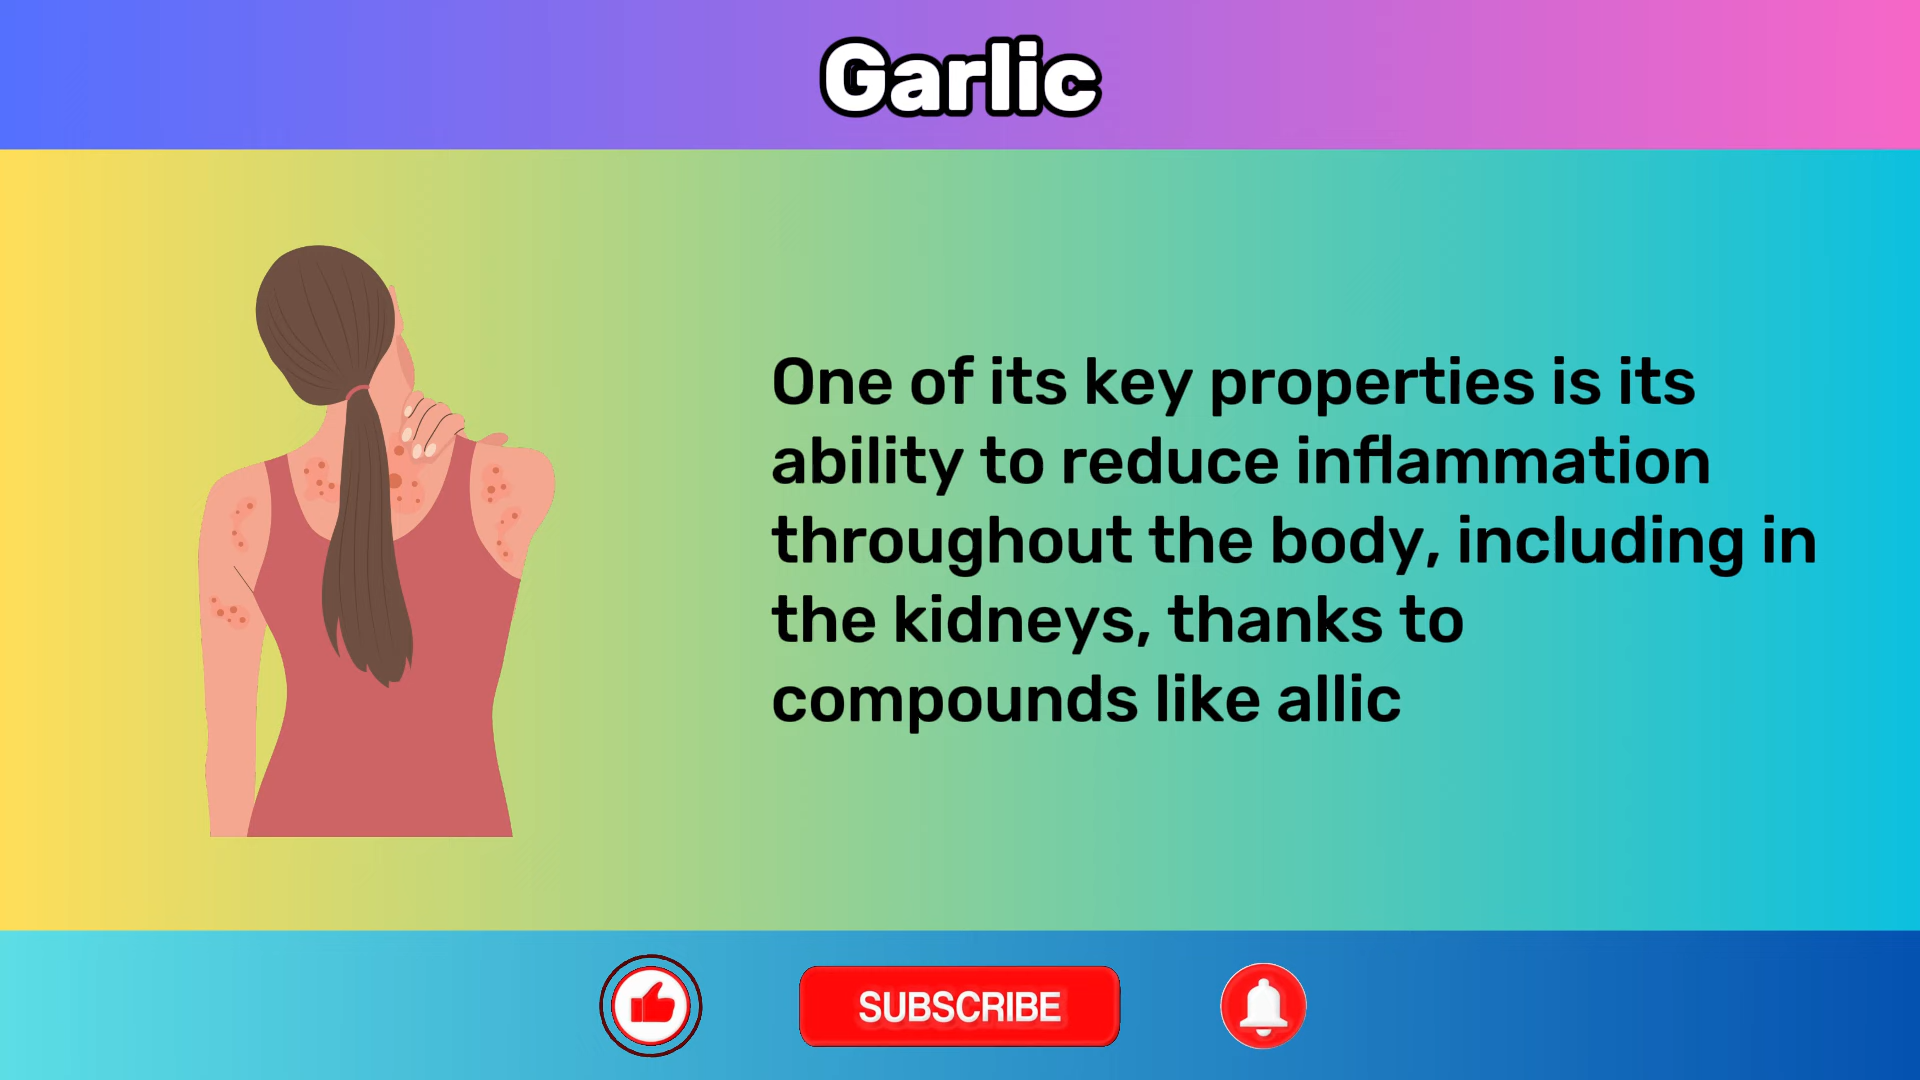 Garlic
One of its key properties is its
ability to reduce inflammation
throughout the body, including in
the kidneys, thanks to
compounds like allic
SUBSCRIBE